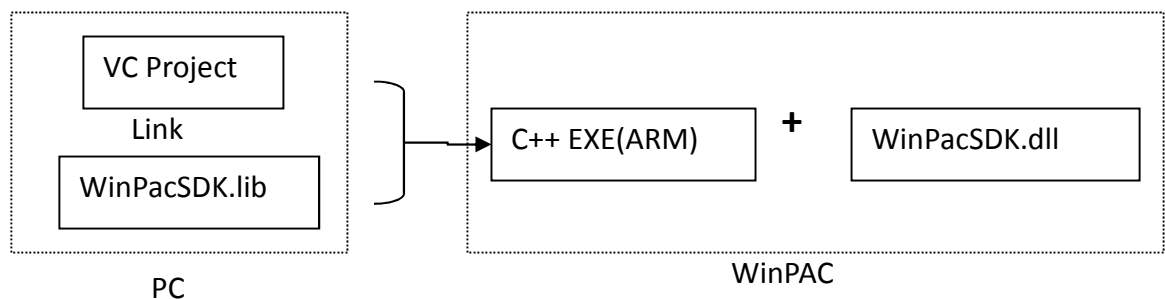 VC Project
Link
WinPacSDK.lib
PC
C++ EXE(ARM)
+
WinPacSDK.dll
WinPAC